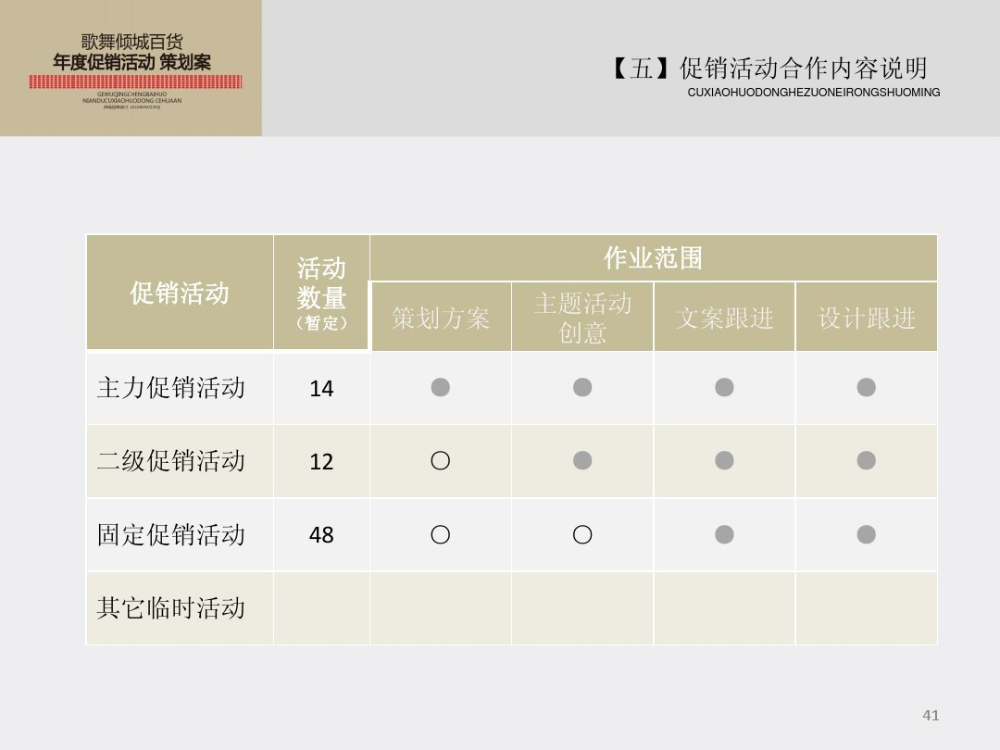 歌舞倾城百货
年度促销活动 策划案
GEWUQINGCHENGBAIHUO
NIANDUCUXIAOHUODONG CEHUAAN
【五】促销活动合作内容说明
CUXIAOHUODONGHEZUONEIRONGSHUOMING
促销活动
活动
数量
（暂定）
作业范围
策划方案
主题活动
创意
文案跟进
设计跟进
主力促销活动 14 ● ● ● ●
二级促销活动 12 ○ ● ● ●
固定促销活动 48 ○ ○ ● ●
其它临时活动
41